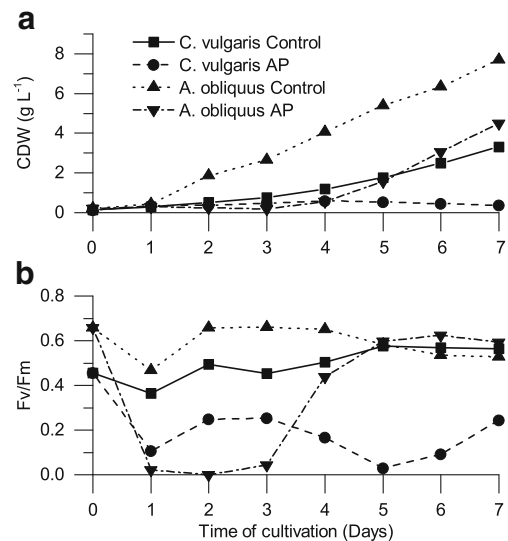 a
8
6
4
2
0
CDW (g L⁻¹)
C. vulgaris Control
C. vulgaris AP
A. obliquus Control
A. obliquus AP
0 1 2 3 4 5 6 7
b
0.8
0.6
0.4
0.2
0.0
Fv/Fm
0 1 2 3 4 5 6 7
Time of cultivation (Days)